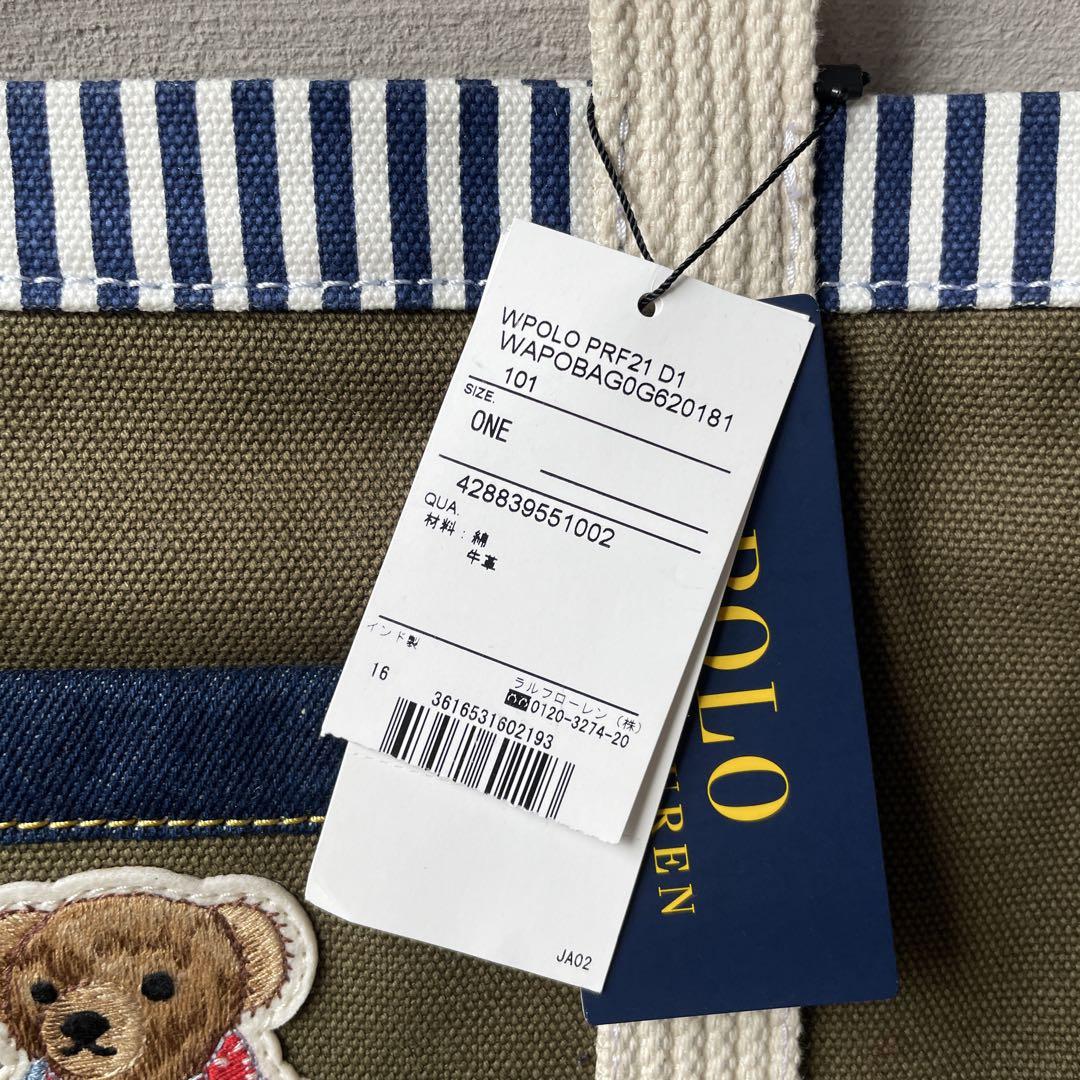 WPOLO PRF21 D1
WAPOBAG0G620181
101
SIZE.
ONE
428839551002
QUA.
材料：綿
牛革
インド製
16
ラルフローレン（株）
0120-3274-20
3616531602193
JA02
POLO
REN